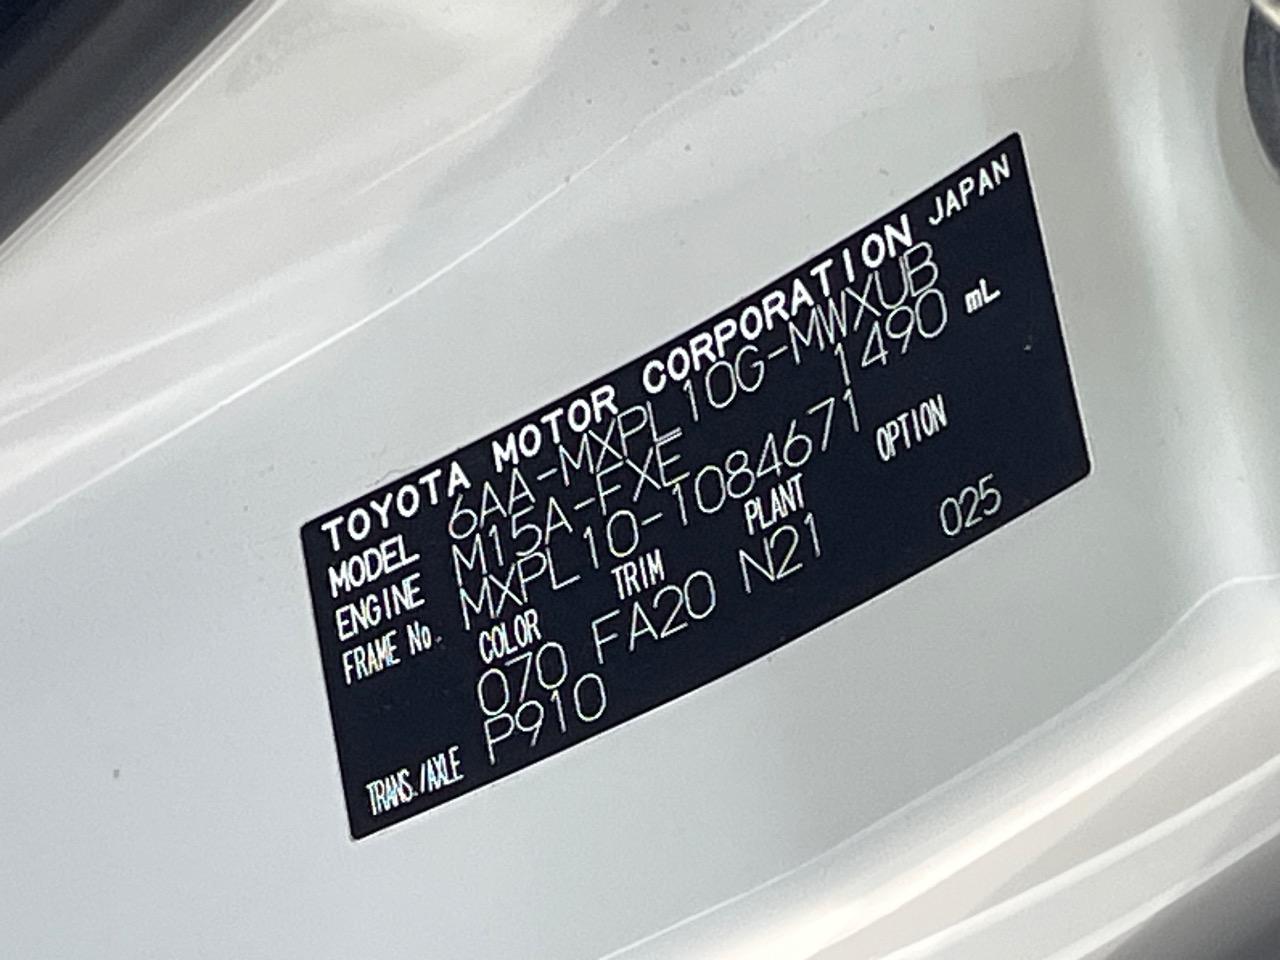 TOYOTA MOTOR CORPORATION JAPAN
MODEL 6AA-MXPL10G-MWXUB
ENGINE M15A-FXE 1490 mL
FRAME No. MXPL10-1084671
COLOR TRIM PLANT OPTION
070 FA20 N21 025
TRANS./AXLE P910